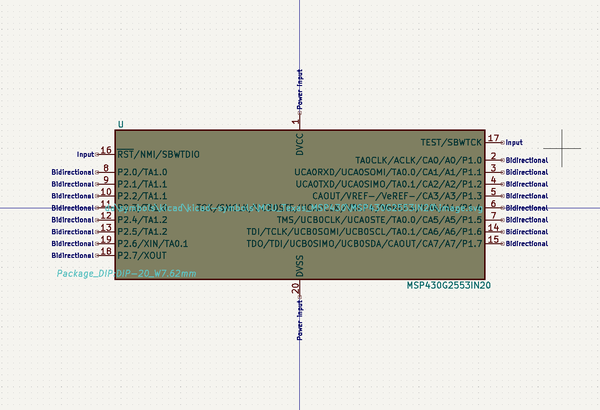 Power Input
1
U
DVCC
17
TEST/SBWTCK
Input
Input
16
RST/NMI/SBWTDIO
2
TA0CLK/ACLK/CA0/A0/P1.0
Bidirectional
Bidirectional
8
P2.0/TA1.0
3
UCA0RXD/UCA0SOMI/TA0.0/CA1/A1/P1.1
Bidirectional
Bidirectional
9
P2.1/TA1.1
4
UCA0TXD/UCA0SIMO/TA0.1/CA2/A2/P1.2
Bidirectional
Bidirectional
10
P2.2/TA1.1
5
CAOUT/VREF-/VeREF-/CA3/A3/P1.3
Bidirectional
Bidirectional
11
6
Bidirectional
Bidirectional
12
P2.4/TA1.2
7
TMS/UCB0CLK/UCA0STE/TA0.0/CA5/A5/P1.5
Bidirectional
Bidirectional
13
P2.5/TA1.2
14
TDI/TCLK/UCB0SOMI/UCB0SCL/TA0.1/CA6/A6/P1.6
Bidirectional
Bidirectional
19
P2.6/XIN/TA0.1
15
TDO/TDI/UCB0SIMO/UCB0SDA/CAOUT/CA7/A7/P1.7
Bidirectional
Bidirectional
18
P2.7/XOUT
DVSS
Package_DIP:DIP-20_W7.62mm
20
MSP430G2553IN20
Power Input